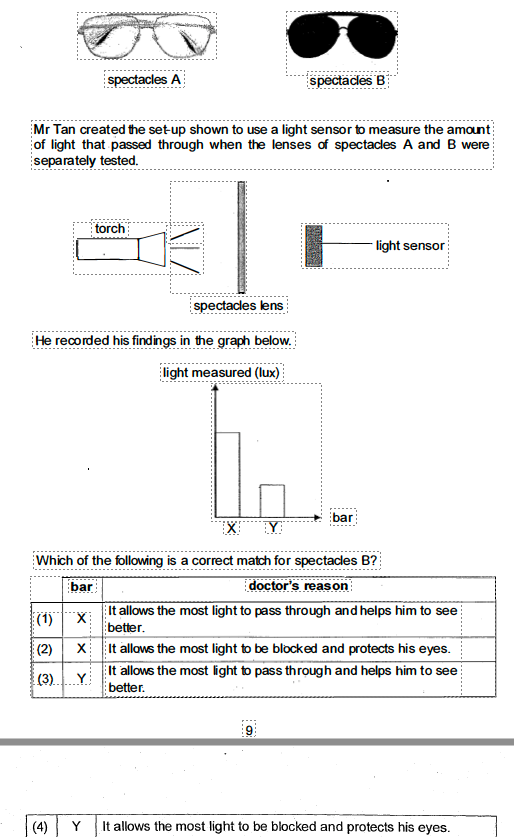 spectacles A
spectacles B
Mr Tan created the set-up shown to use a light sensor to measure the amount
of light that passed through when the lenses of spectacles A and B were
separately tested.
torch
light sensor
spectacles lens
He recorded his findings in the graph below.
light measured (lux)
bar
X Y
Which of the following is a correct match for spectacles B?
bar doctor's reason
(1) X It allows the most light to pass through and helps him to see
better.
(2) X It allows the most light to be blocked and protects his eyes.
(3) Y It allows the most light to pass through and helps him to see
better.
9
(4) Y It allows the most light to be blocked and protects his eyes.